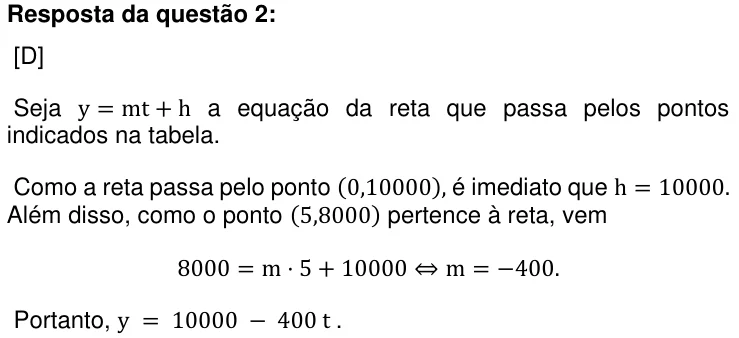 Resposta da questão 2:
[D]
Seja y = mt + h a equação da reta que passa pelos pontos
indicados na tabela.
Como a reta passa pelo ponto (0,10000), é imediato que h = 10000.
Além disso, como o ponto (5,8000) pertence à reta, vem
8000 = m · 5 + 10000 ⇔ m = −400.
Portanto, y = 10000 − 400 t .